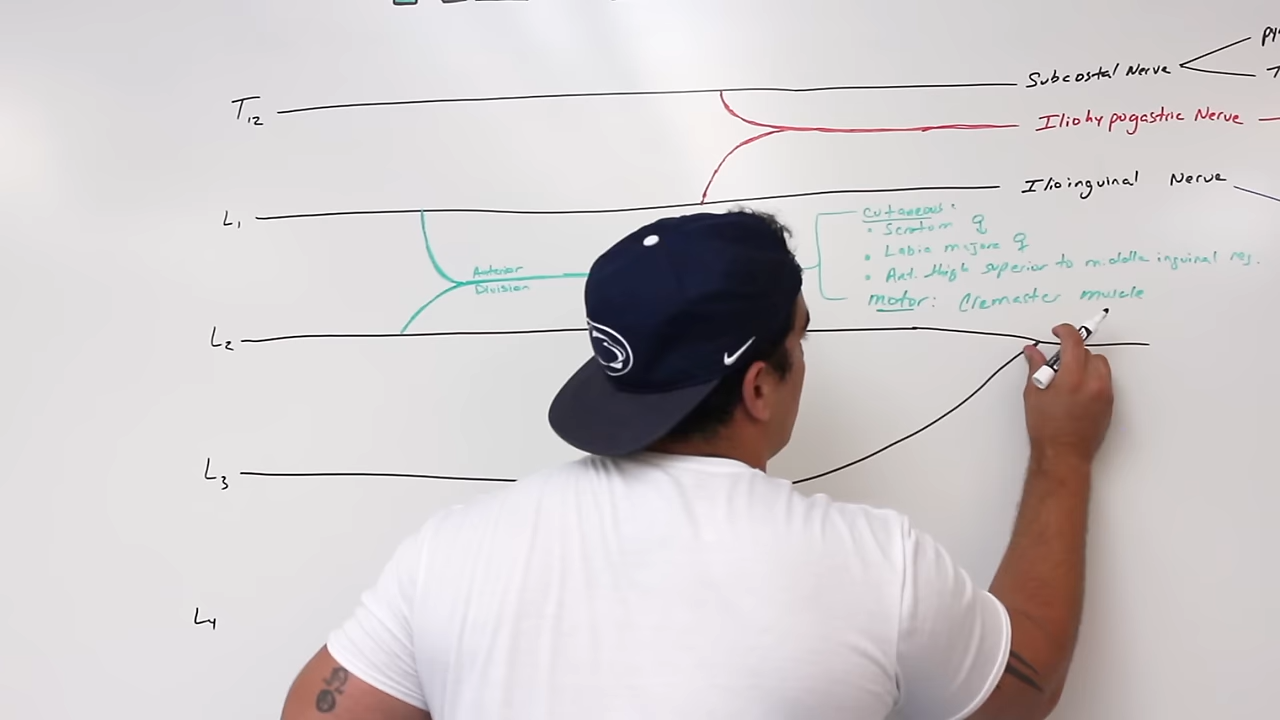 T12
Subcostal Nerve
Iliohypogastric Nerve
L1
Ilioinguinal Nerve
Cutaneous:
• Scrotum
• Labia majora
• Ant. thigh superior to middle inguinal reg.
motor: Cremaster muscle
Anterior
Division
L2
L3
L4